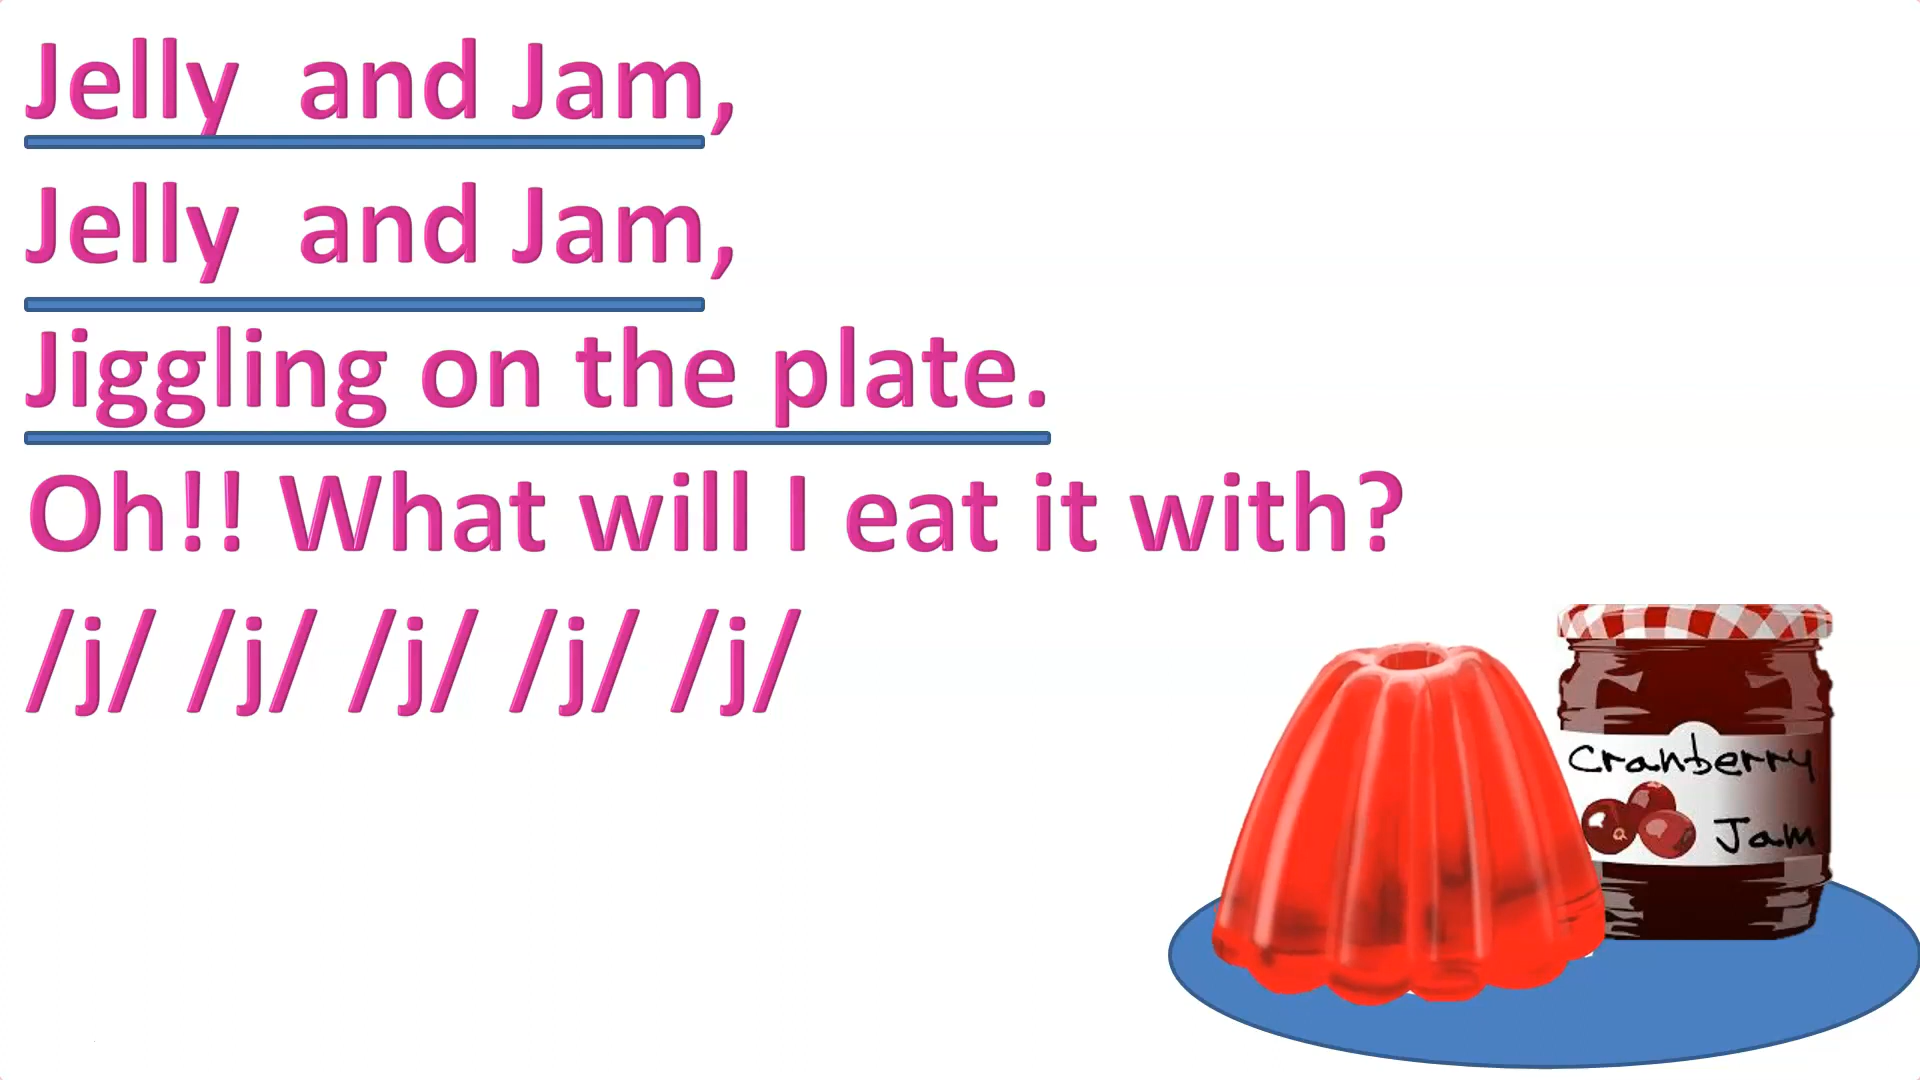 Jelly  and Jam,
Jelly  and Jam,
Jiggling on the plate.
Oh!! What will I eat it with?
/j/ /j/ /j/ /j/ /j/
Cranberry
Jam